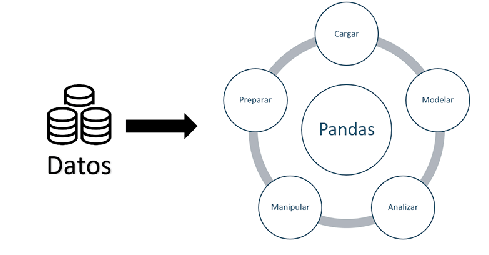 Datos
Cargar
Preparar
Modelar
Pandas
Manipular
Analizar